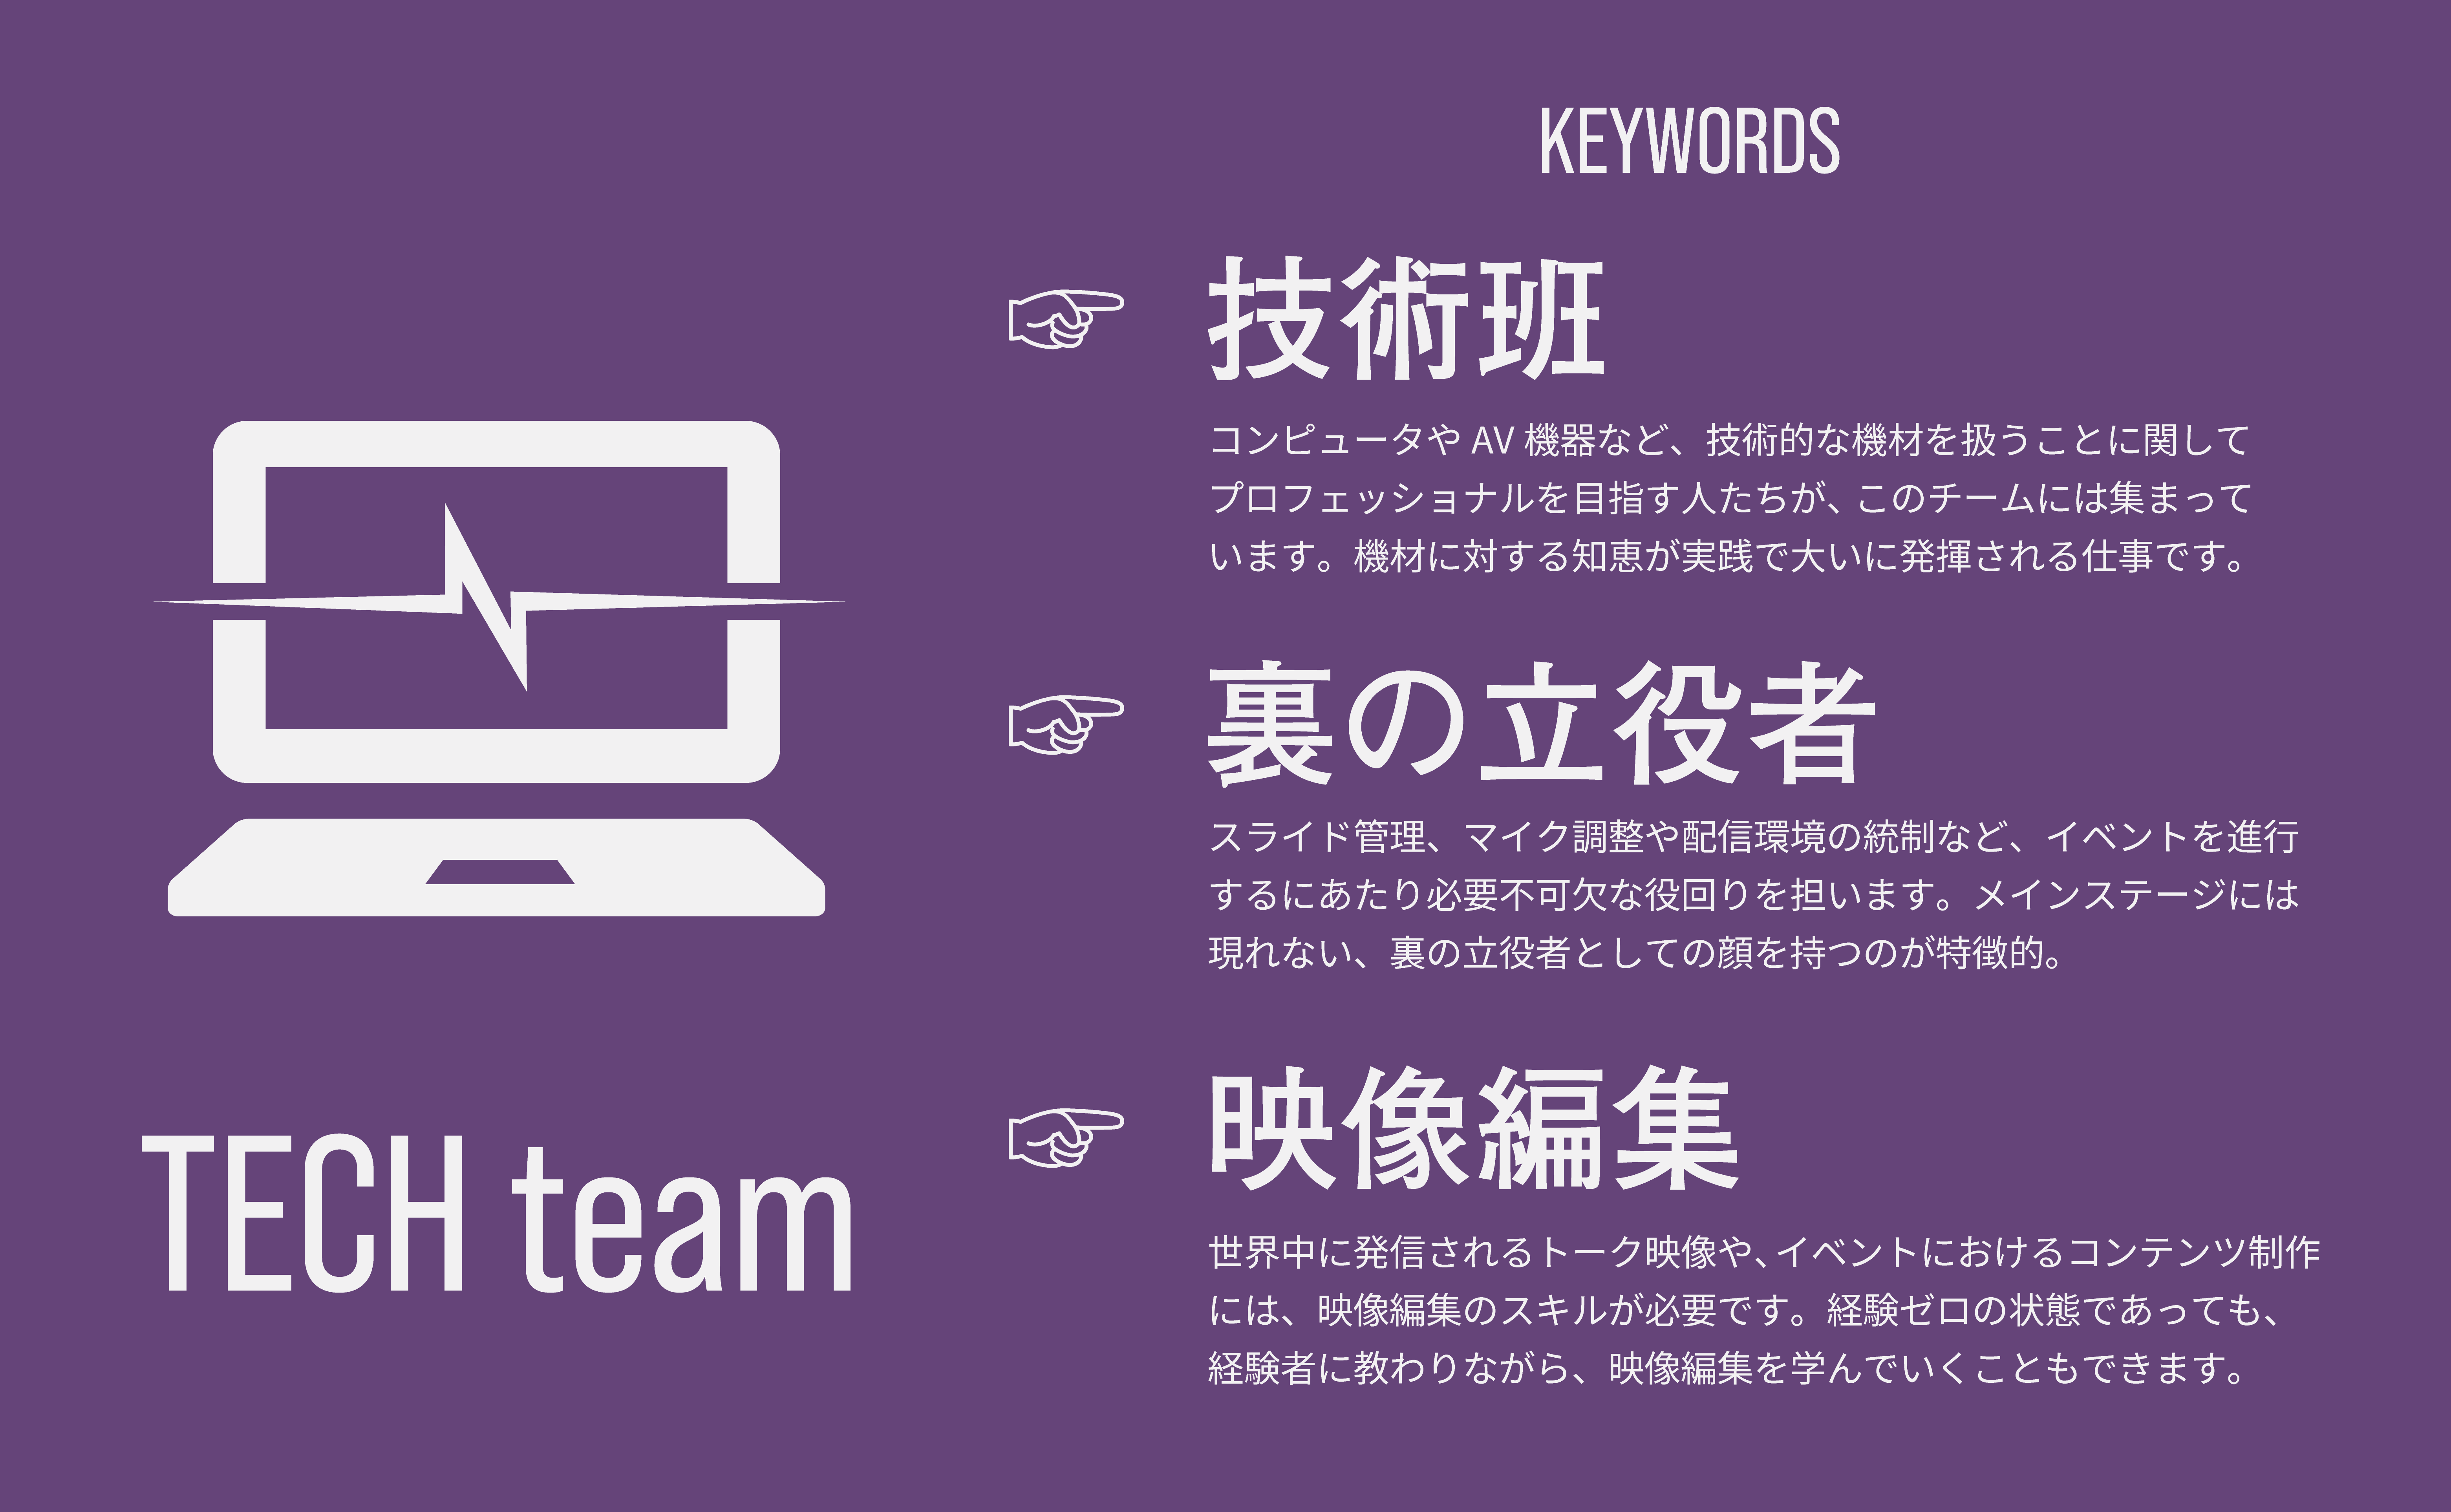 KEYWORDS
技術班
コンピュータや AV 機器など、技術的な機材を扱うことに関して
プロフェッショナルを目指す人たちが、このチームには集まって
います。機材に対する知恵が実践で大いに発揮される仕事です。
裏の立役者
スライド管理、マイク調整や配信環境の統制など、イベントを進行
するにあたり必要不可欠な役回りを担います。メインステージには
現れない、裏の立役者としての顔を持つのが特徴的。
映像編集
世界中に発信されるトーク映像や、イベントにおけるコンテンツ制作
には、映像編集のスキルが必要です。経験ゼロの状態であっても、
経験者に教わりながら、映像編集を学んでいくこともできます。
TECH team